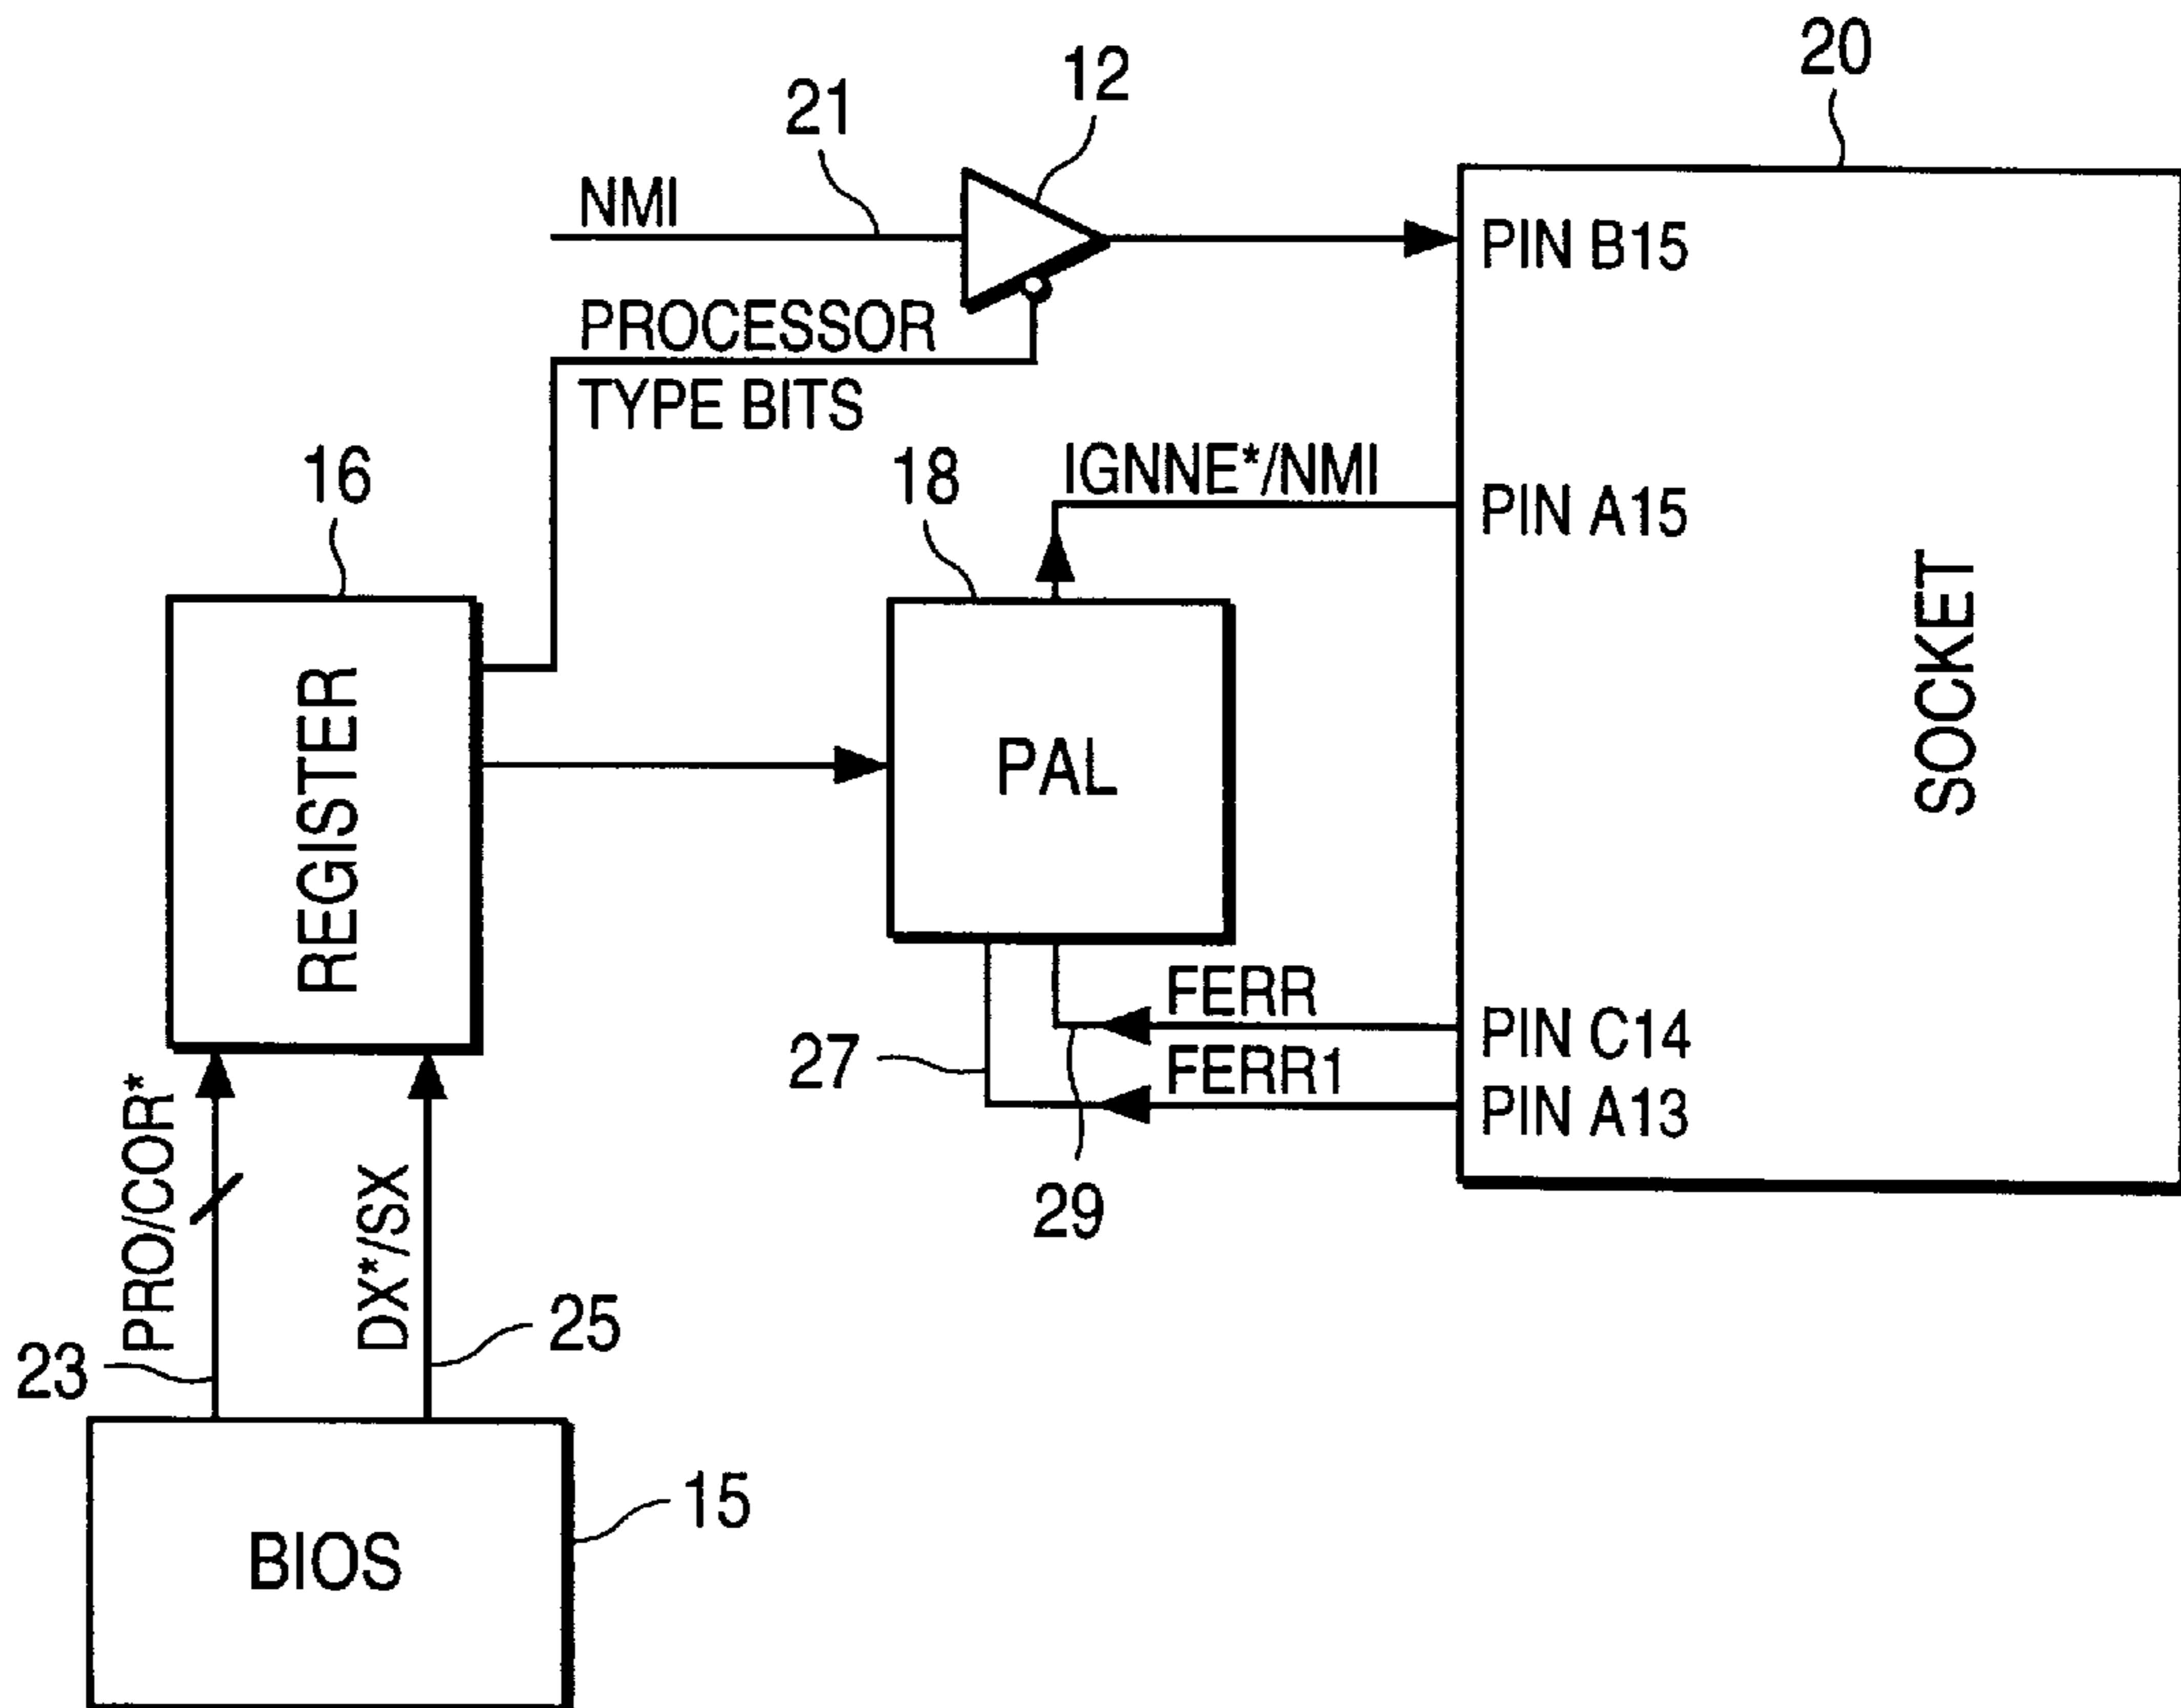 20
12
21
NMI
PIN B15
PROCESSOR
TYPE BITS
16
18
IGNNE*/NMI
PIN A15
SOCKET
REGISTER
PAL
FERR
PIN C14
27
FERR1
PIN A13
29
PRO/COR*
DX*/SX
25
23
15
BIOS